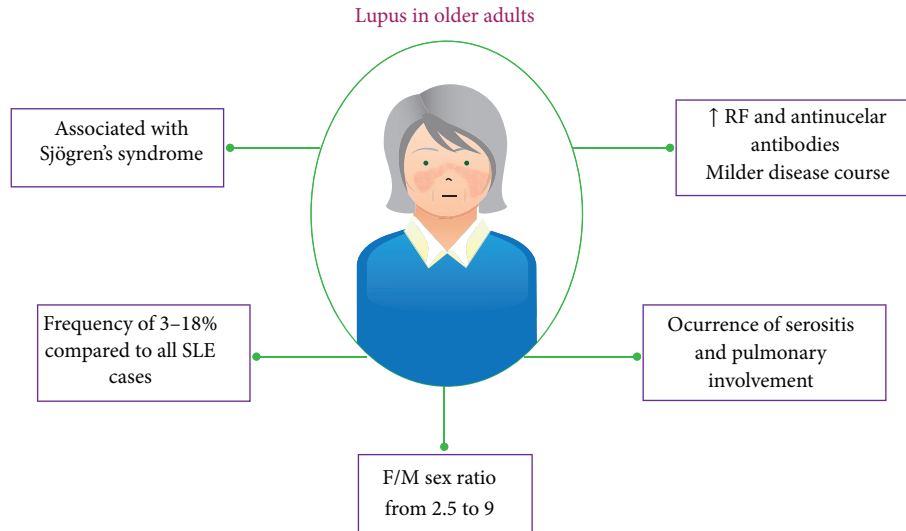 Lupus in older adults
Associated with
Sjögren's syndrome
↑ RF and antinucelar
antibodies
Milder disease course
Frequency of 3–18%
compared to all SLE
cases
Ocurrence of serositis
and pulmonary
involvement
F/M sex ratio
from 2.5 to 9